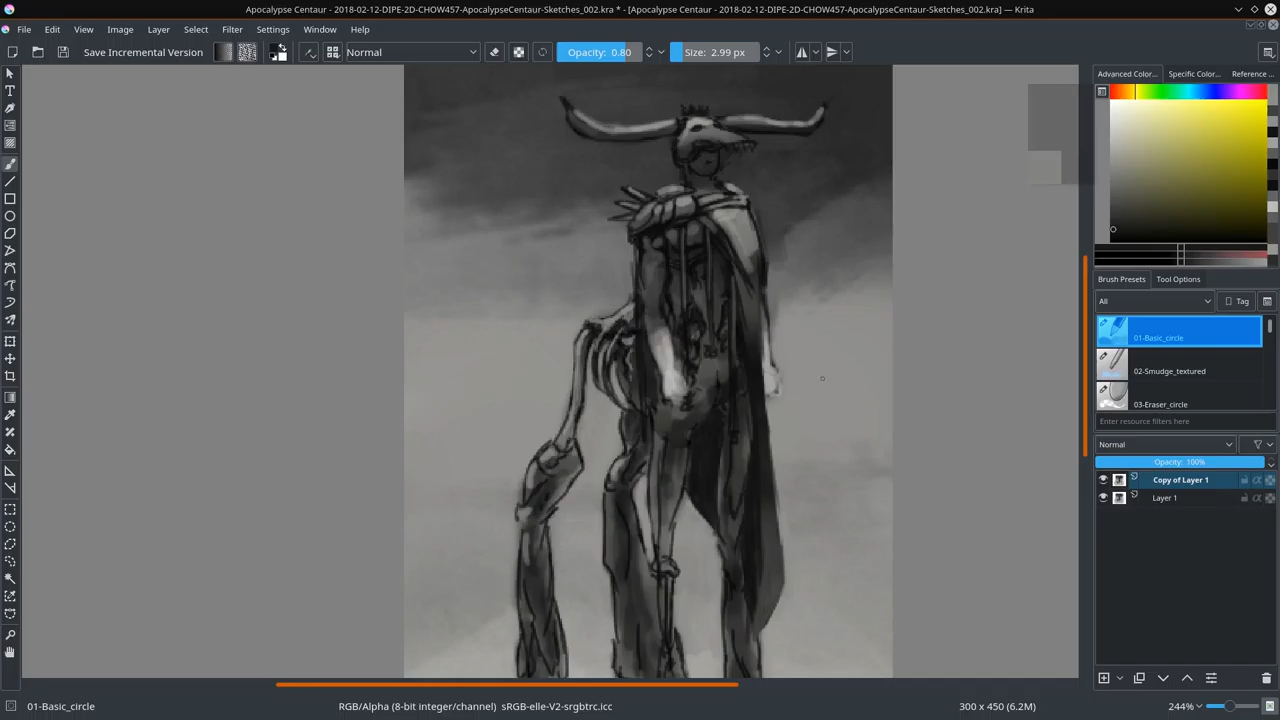 Apocalypse Centaur - 2018-02-12-DIPE-2D-CHOW457-ApocalypseCentaur-Sketches_002.kra * - [Apocalypse Centaur - 2018-02-12-DIPE-2D-CHOW457-ApocalypseCentaur-Sketches_002.kra] — Krita
File Edit View Image Layer Select Filter Settings Window Help
Save Incremental Version Normal Opacity: 0.80 Size: 2.99 px
Advanced Color... Specific Color... Reference ...
Brush Presets Tool Options
All Tag
01-Basic_circle
02-Smudge_textured
03-Eraser_circle
Enter resource filters here
Normal
Opacity: 100%
Copy of Layer 1
Layer 1
01-Basic_circle RGB/Alpha (8-bit integer/channel) sRGB-elle-V2-srgbtrc.icc 300 x 450 (6.2M) 244%